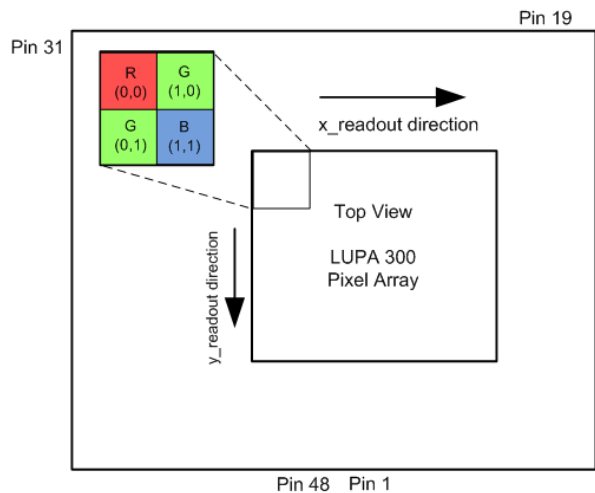 Pin 19
Pin 31
R
(0,0)
G
(1,0)
G
(0,1)
B
(1,1)
x_readout direction
Top View
LUPA 300
Pixel Array
y_readout direction
Pin 48 Pin 1